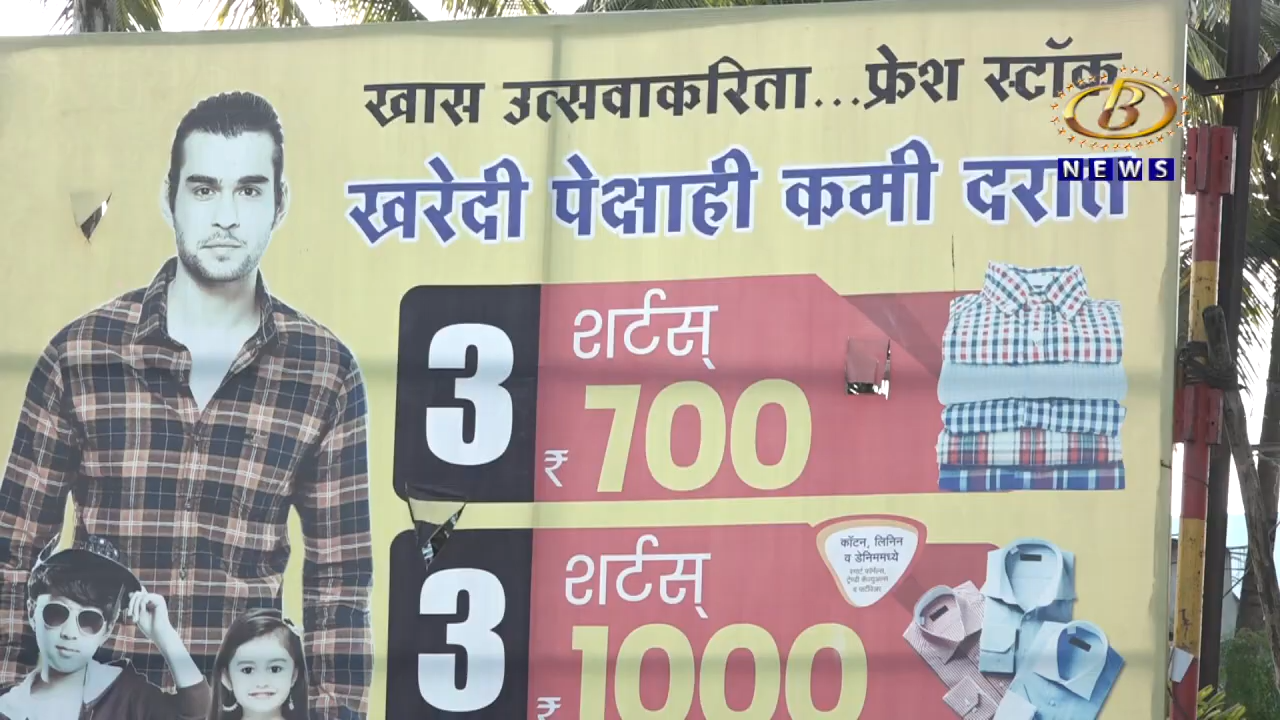 खास उत्सवाकरिता...फ्रेश स्टॉक
खरेदी पेक्षाही कमी दरात
B
NEWS
3
शर्टस्
₹ 700
3
शर्टस्
₹ 1000
कॉटन, लिनिन
व डेनिममध्ये